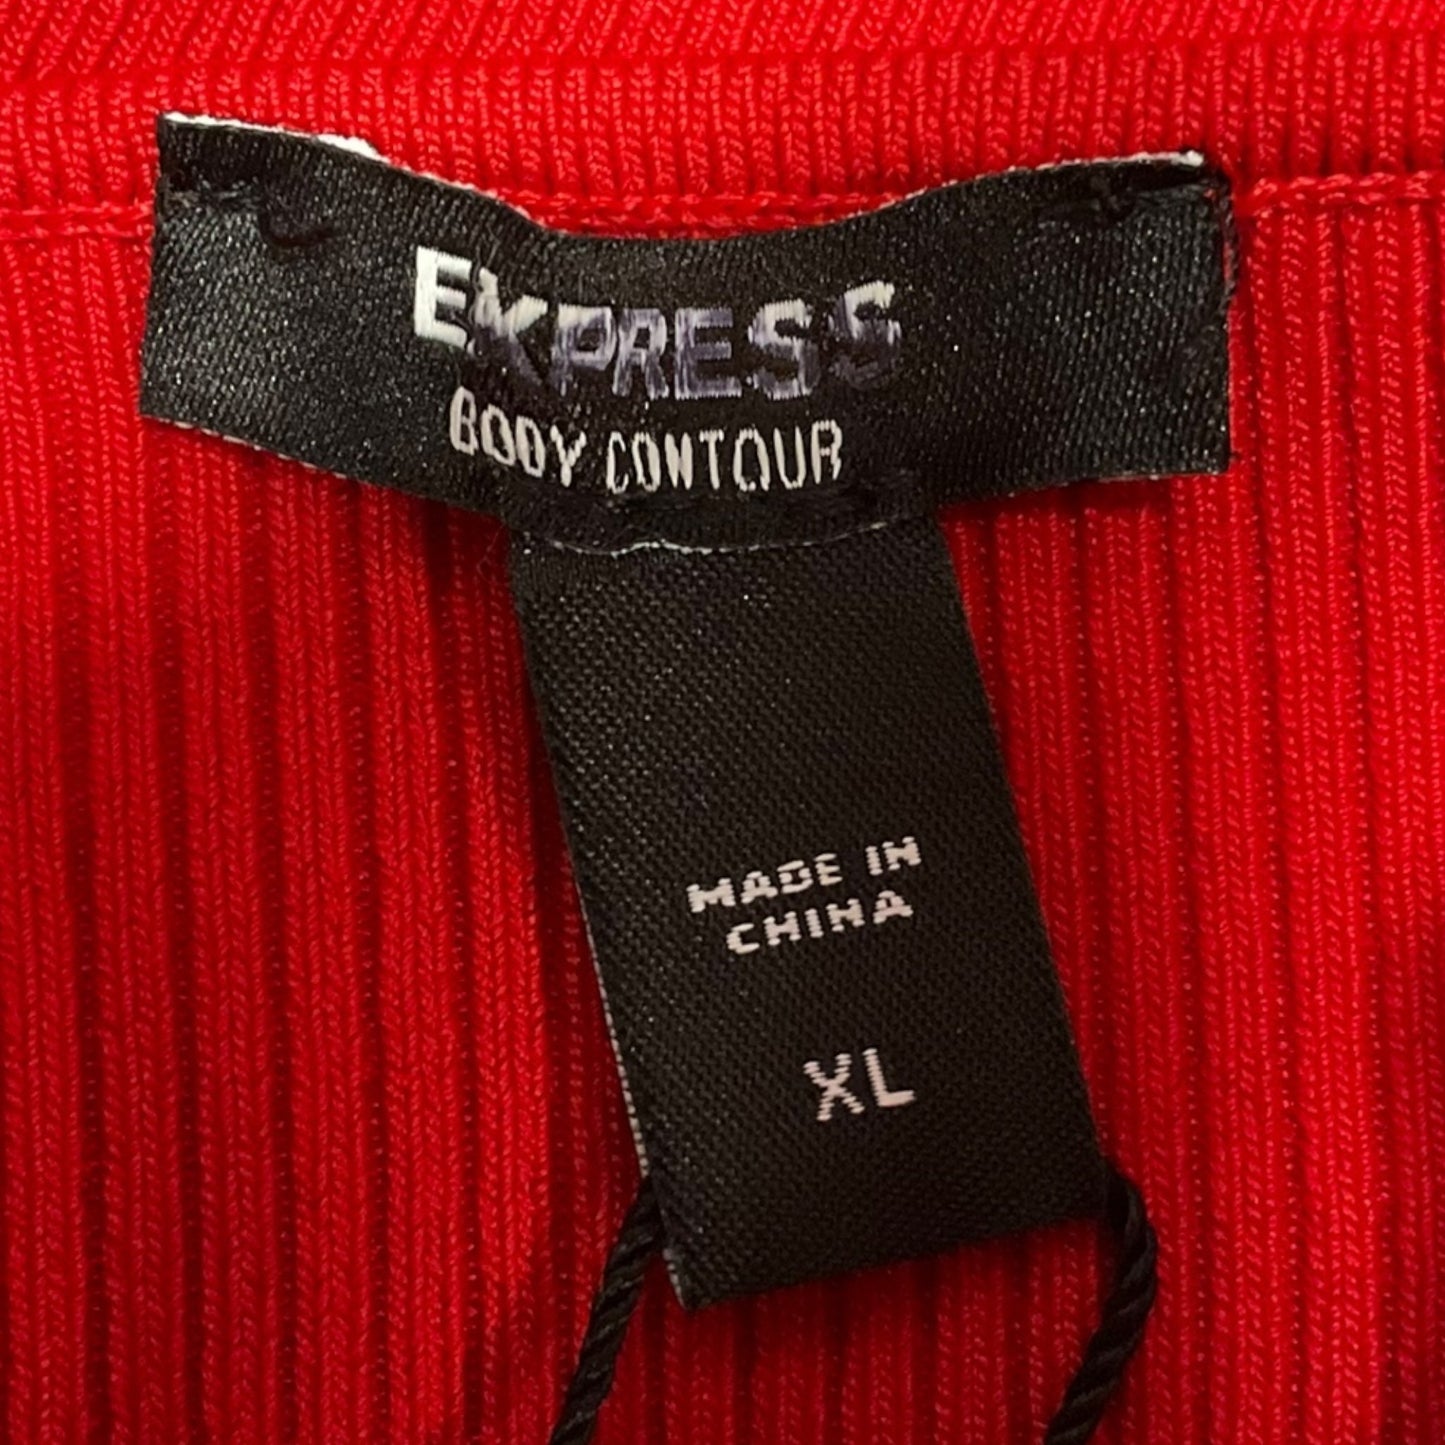 EXPRESS
BODY CONTOUR
MADE IN
CHINA
XL